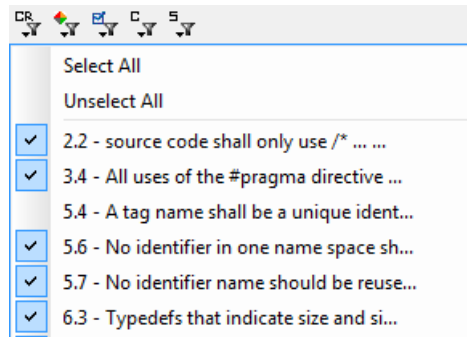 CR C 5
Select All
Unselect All
2.2 - source code shall only use /* ... ...
3.4 - All uses of the #pragma directive ...
5.4 - A tag name shall be a unique ident...
5.6 - No identifier in one name space sh...
5.7 - No identifier name should be reuse...
6.3 - Typedefs that indicate size and si...